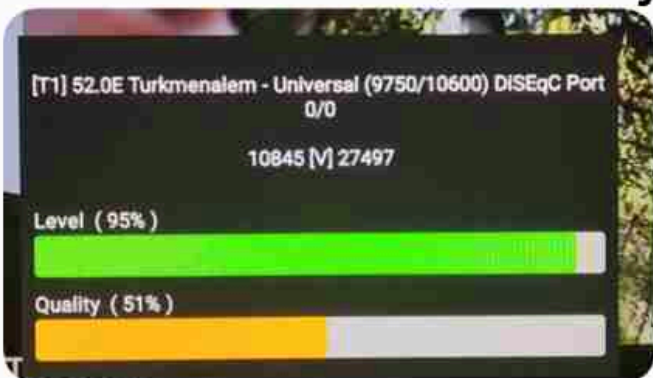 [T1] 52.0E Turkmenalem - Universal (9750/10600) DiSEqC Port
0/0
10845 [V] 27497
Level ( 95% )
Quality ( 51% )